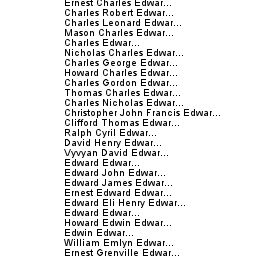 Ernest Charles Edwar...
Charles Robert Edwar...
Charles Leonard Edwar...
Mason Charles Edwar...
Charles Edwar...
Nicholas Charles Edwar...
Charles George Edwar...
Howard Charles Edwar...
Charles Gordon Edwar...
Thomas Charles Edwar...
Charles Nicholas Edwar...
Christopher John Francis Edwar...
Clifford Thomas Edwar...
Ralph Cyril Edwar...
David Henry Edwar...
Vyvyan David Edwar...
Edward Edwar...
Edward John Edwar...
Edward James Edwar...
Ernest Edward Edwar...
Edward Eli Henry Edwar...
Edward Edwar...
Howard Edwin Edwar...
Edwin Edwar...
William Emlyn Edwar...
Ernest Grenville Edwar...